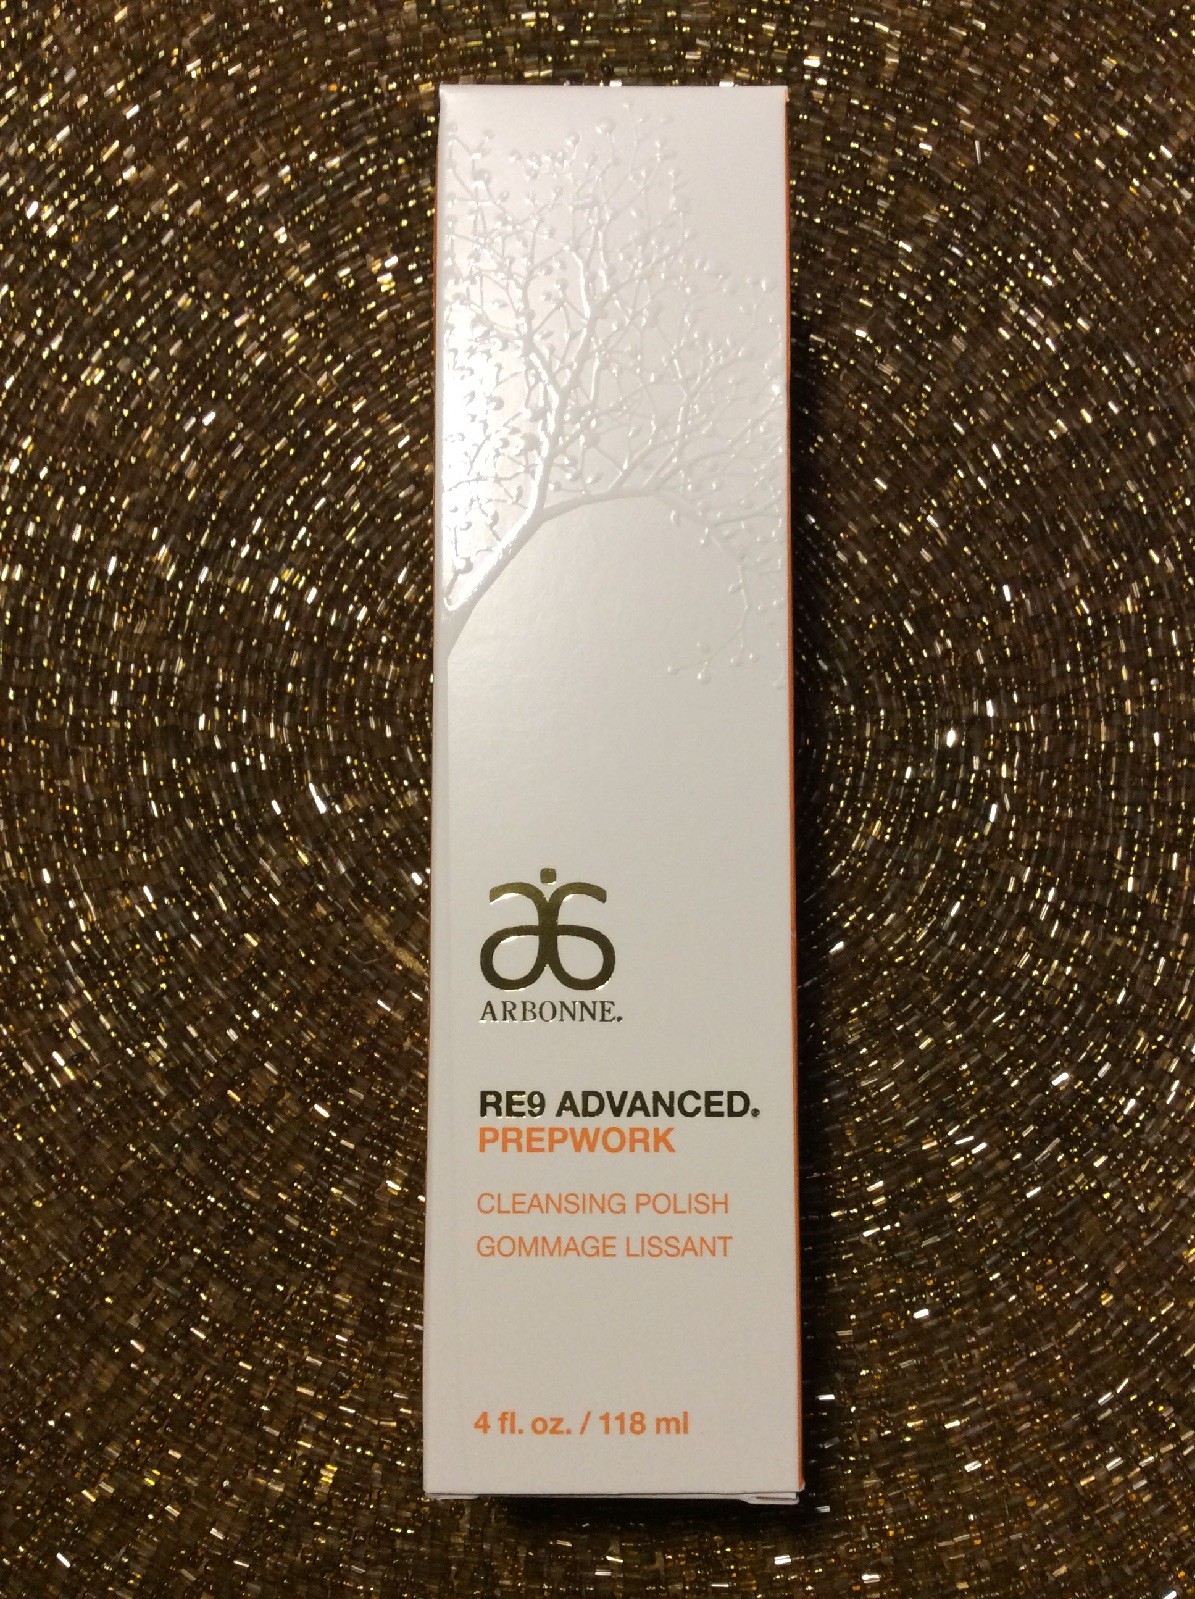 ARBONNE.
RE9 ADVANCED®
PREPWORK
CLEANSING POLISH
GOMMAGE LISSANT
4 fl. oz. / 118 ml